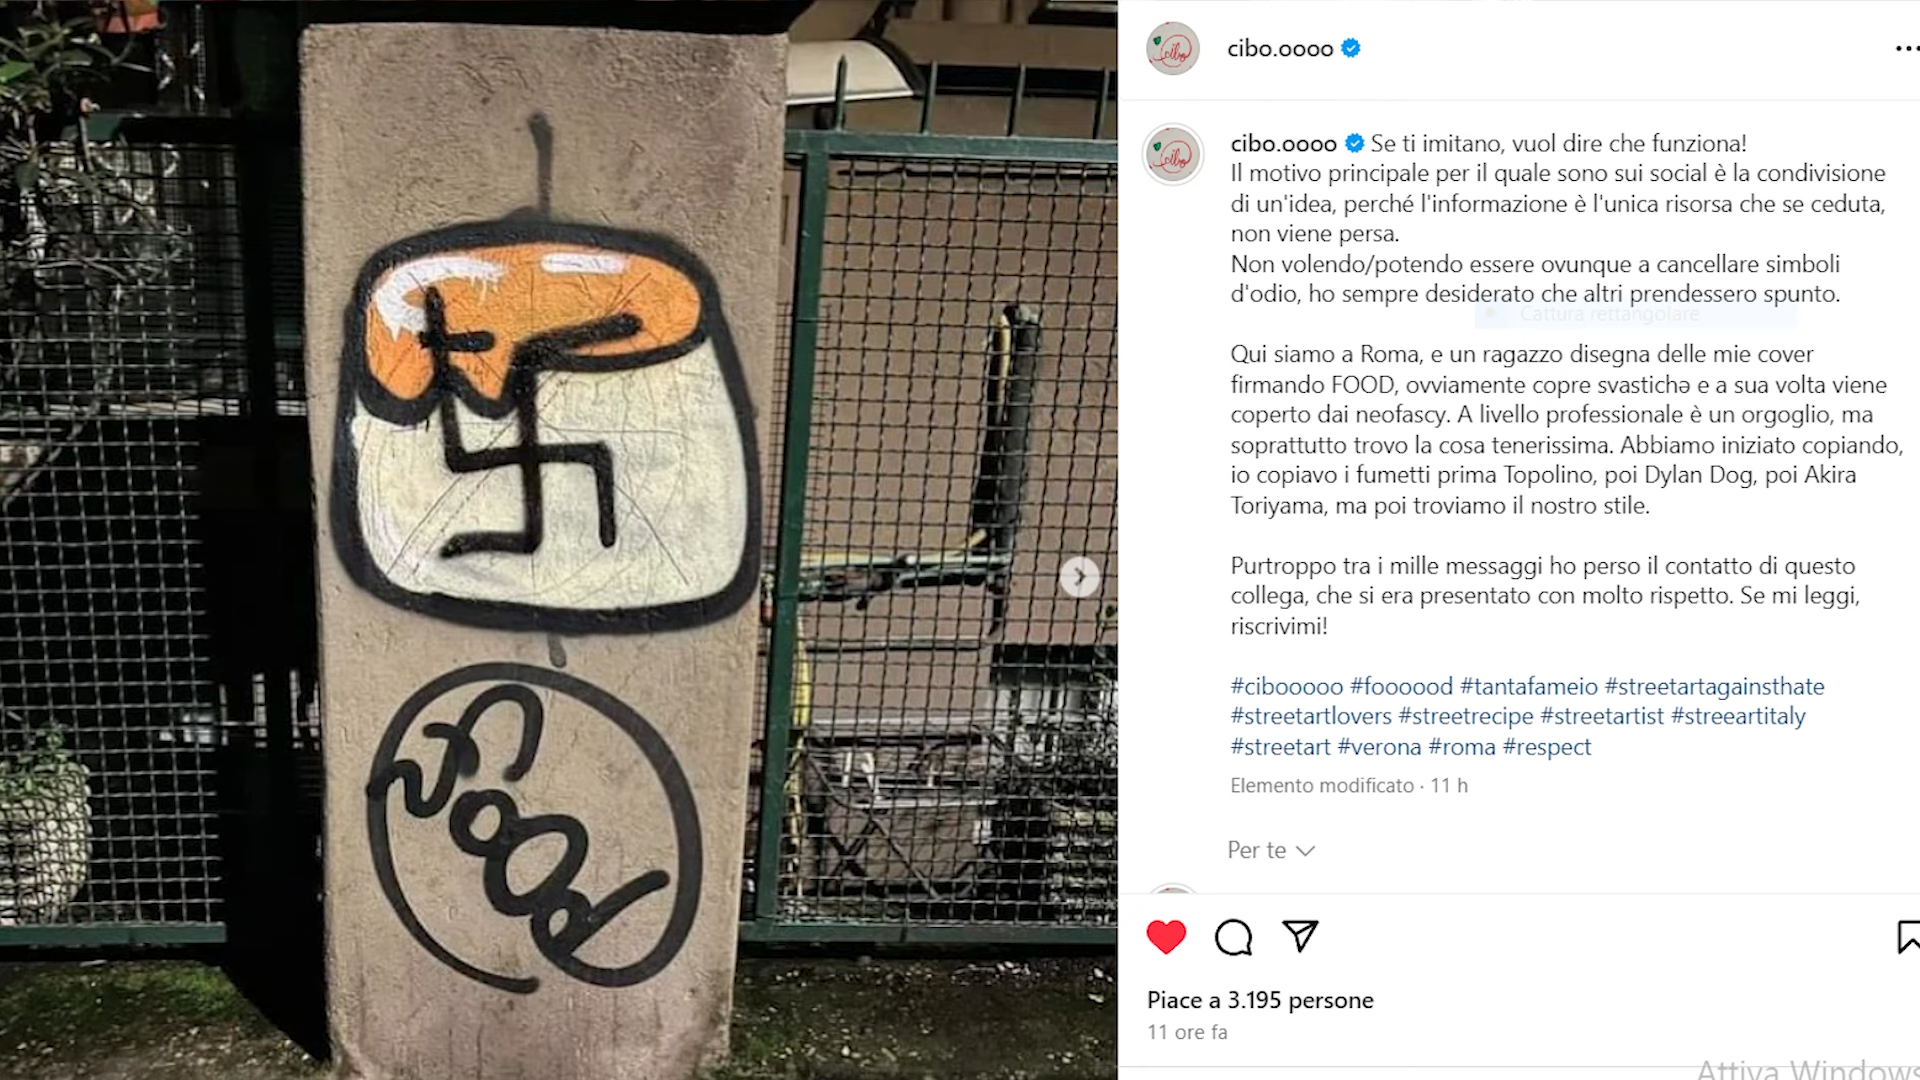 cibo.oooo
cibo.oooo Se ti imitano, vuol dire che funziona!
Il motivo principale per il quale sono sui social è la condivisione
di un'idea, perché l'informazione è l'unica risorsa che se ceduta,
non viene persa.
Non volendo/potendo essere ovunque a cancellare simboli
d'odio, ho sempre desiderato che altri prendessero spunto.
Cattura rettangolare
Qui siamo a Roma, e un ragazzo disegna delle mie cover
firmando FOOD, ovviamente copre svastichə e a sua volta viene
coperto dai neofascy. A livello professionale è un orgoglio, ma
soprattutto trovo la cosa tenerissima. Abbiamo iniziato copiando,
io copiavo i fumetti prima Topolino, poi Dylan Dog, poi Akira
Toriyama, ma poi troviamo il nostro stile.
Purtroppo tra i mille messaggi ho perso il contatto di questo
collega, che si era presentato con molto rispetto. Se mi leggi,
riscrivimi!
#cibooooo #foooood #tantafameio #streetartagainsthate
#streetartlovers #streetrecipe #streetartist #streeartitaly
#streetart #verona #roma #respect
Elemento modificato · 11 h
Per te
Piace a 3.195 persone
11 ore fa
Attiva Windows
Food
cibo
cibo